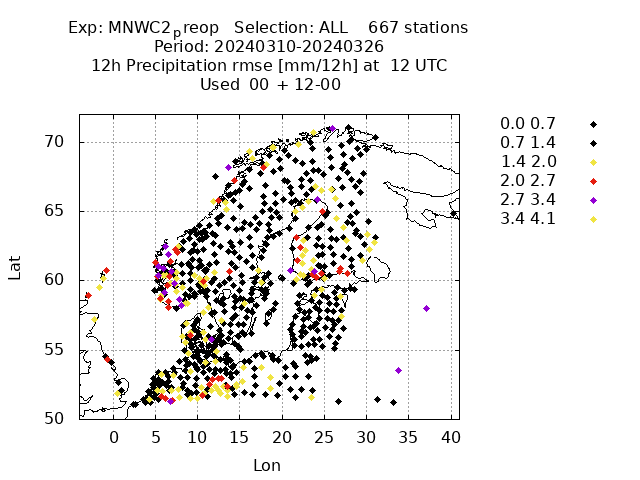 Exp: MNWC2preop Selection: ALL 667 stations
Period: 20240310-20240326
12h Precipitation rmse [mm/12h] at 12 UTC
Used 00 + 12-00
70
65
60
55
50
Lat
0 5 10 15 20 25 30 35 40
Lon
0.0 0.7
0.7 1.4
1.4 2.0
2.0 2.7
2.7 3.4
3.4 4.1